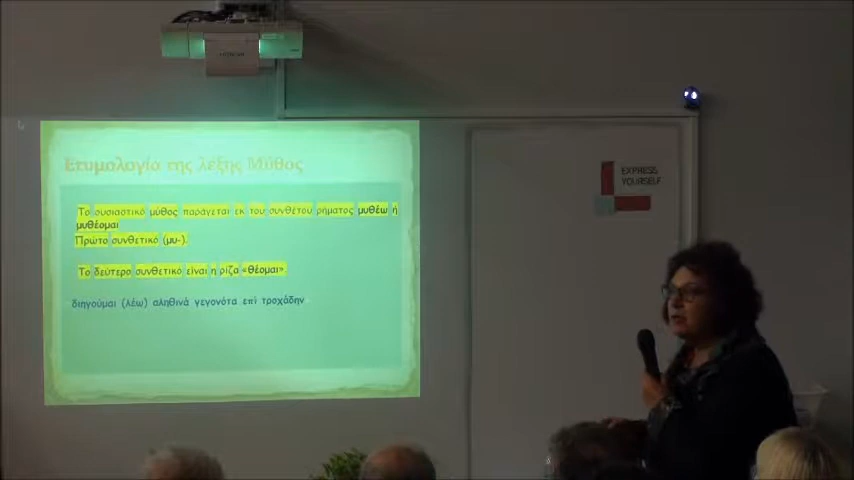 Ετυμολογία της λέξης Μύθος
Το ουσιαστικό μύθος παράγεται εκ του συνθέτου ρήματος μυθέω ή
μυθέομαι
Πρώτο συνθετικό (μυ-).
Το δεύτερο συνθετικό είναι η ρίζα «θέομαι».
διηγούμαι (λέω) αληθινά γεγονότα επί τροχάδην
EXPRESS
YOURSELF